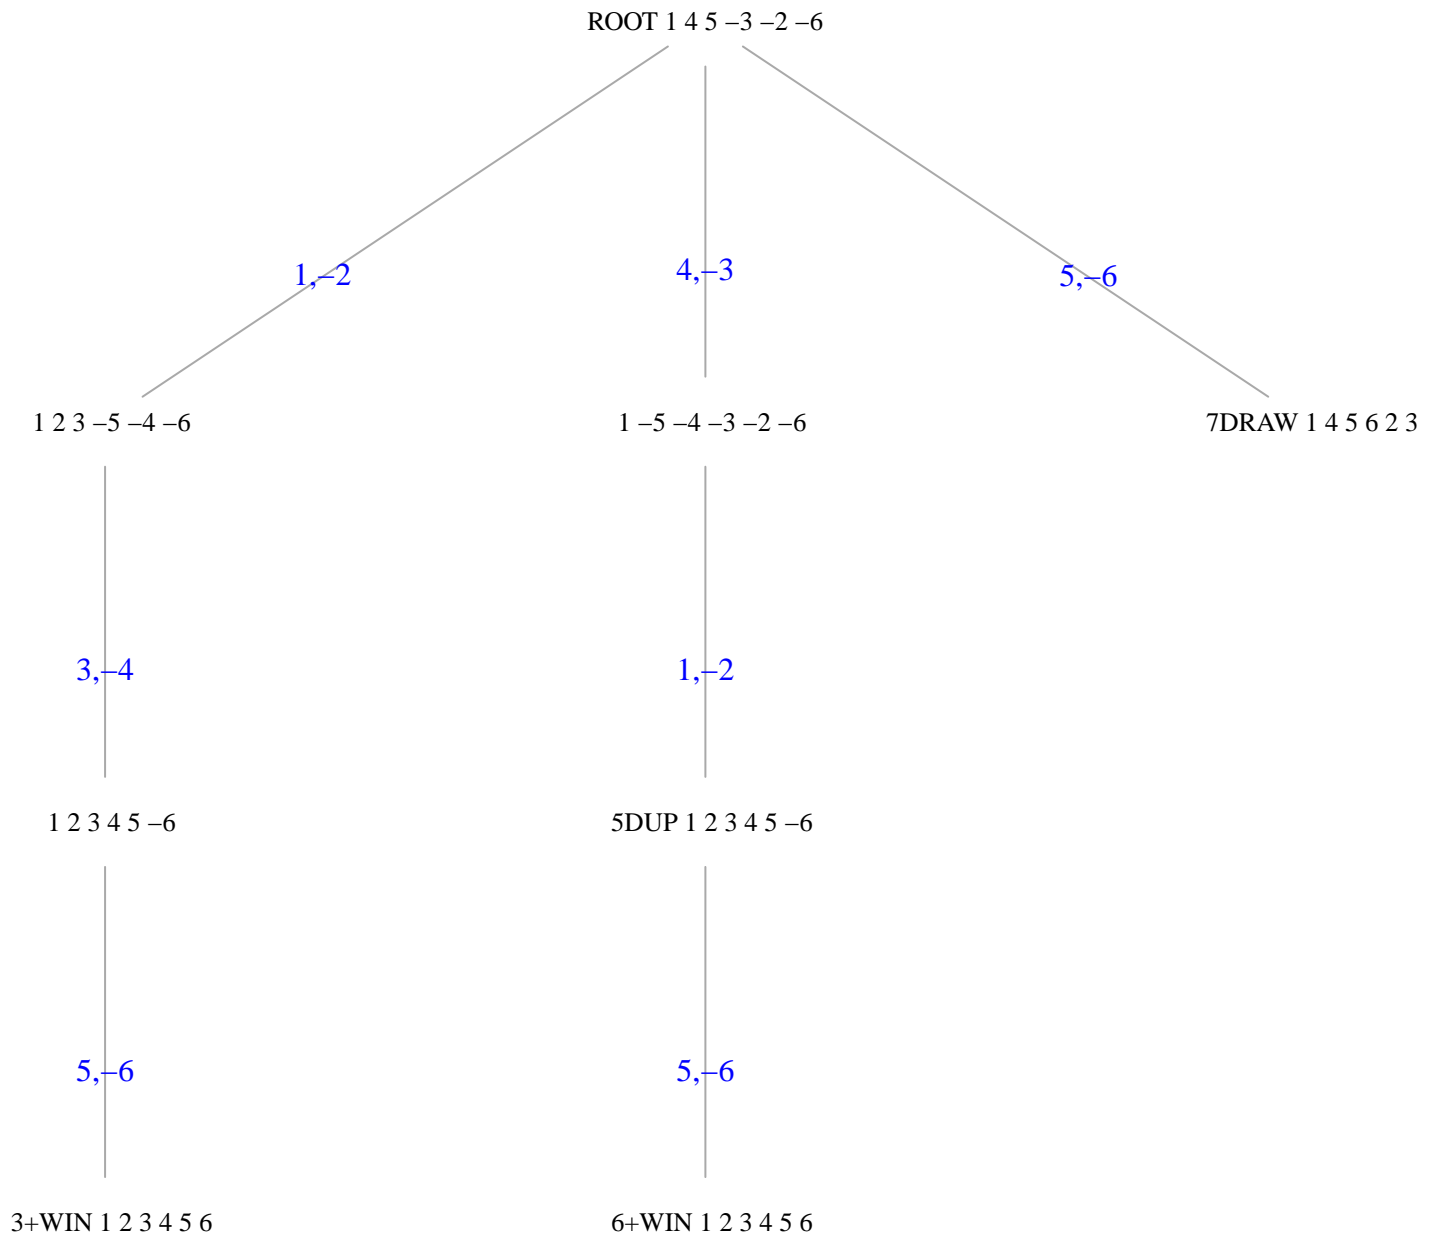 ROOT 1 4 5 –3 –2 –6
1,–2
4,–3
5,–6
1 2 3 –5 –4 –6
1 –5 –4 –3 –2 –6
7DRAW 1 4 5 6 2 3
3,–4
1,–2
1 2 3 4 5 –6
5DUP 1 2 3 4 5 –6
5,–6
5,–6
3+WIN 1 2 3 4 5 6
6+WIN 1 2 3 4 5 6